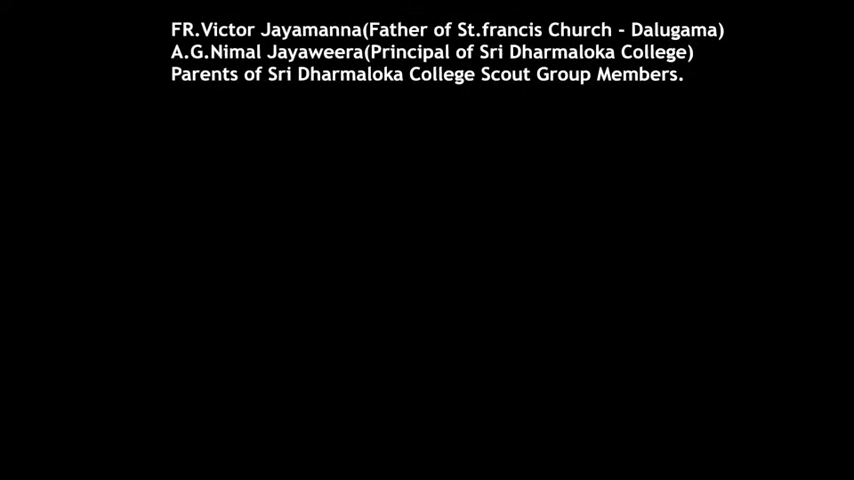 FR.Victor Jayamanna(Father of St.francis Church - Dalugama)
A.G.Nimal Jayaweera(Principal of Sri Dharmaloka College)
Parents of Sri Dharmaloka College Scout Group Members.